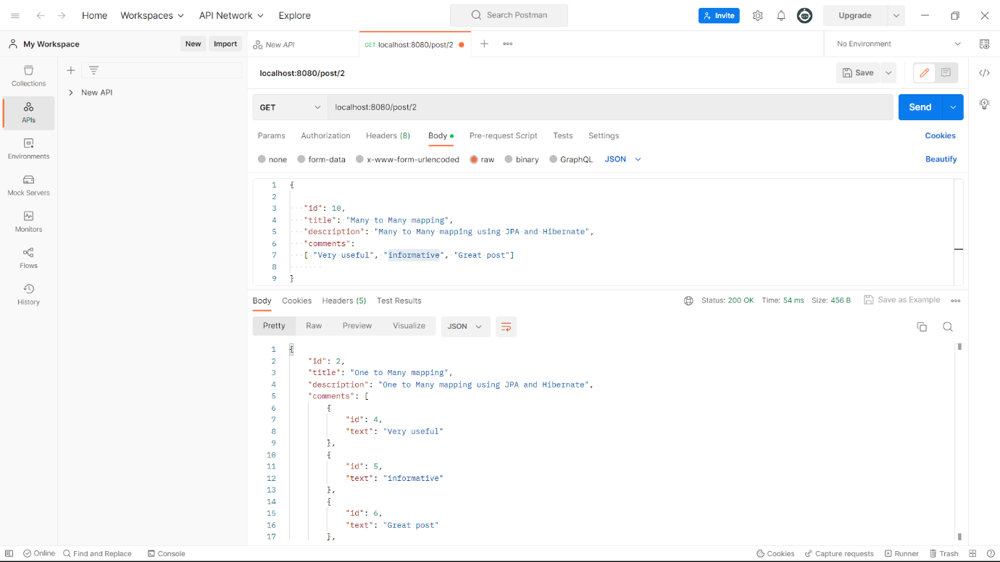 Home Workspaces API Network Explore Search Postman Invite Upgrade
My Workspace New Import New API GET localhost:8080/post/2 No Environment
Collections
APIs
Environments
Mock Servers
Monitors
Flows
History
New API
localhost:8080/post/2 Save
GET localhost:8080/post/2 Send
Params Authorization Headers (8) Body Pre-request Script Tests Settings Cookies
none form-data x-www-form-urlencoded raw binary GraphQL JSON Beautify
1 {
2
3 "id": 10,
4 "title": "Many to Many mapping",
5 "description": "Many to Many mapping using JPA and Hibernate",
6 "comments":
7 [ "Very useful", "informative", "Great post"]
8
9 }
Body Cookies Headers (5) Test Results Status: 200 OK Time: 54 ms Size: 456 B Save as Example
Pretty Raw Preview Visualize JSON
1 {
2 "id": 2,
3 "title": "One to Many mapping",
4 "description": "One to Many mapping using JPA and Hibernate",
5 "comments": [
6 {
7 "id": 4,
8 "text": "Very useful"
9 },
10 {
11 "id": 5,
12 "text": "informative"
13 },
14 {
15 "id": 6,
16 "text": "Great post"
17 },
Online Find and Replace Console Cookies Capture requests Runner Trash